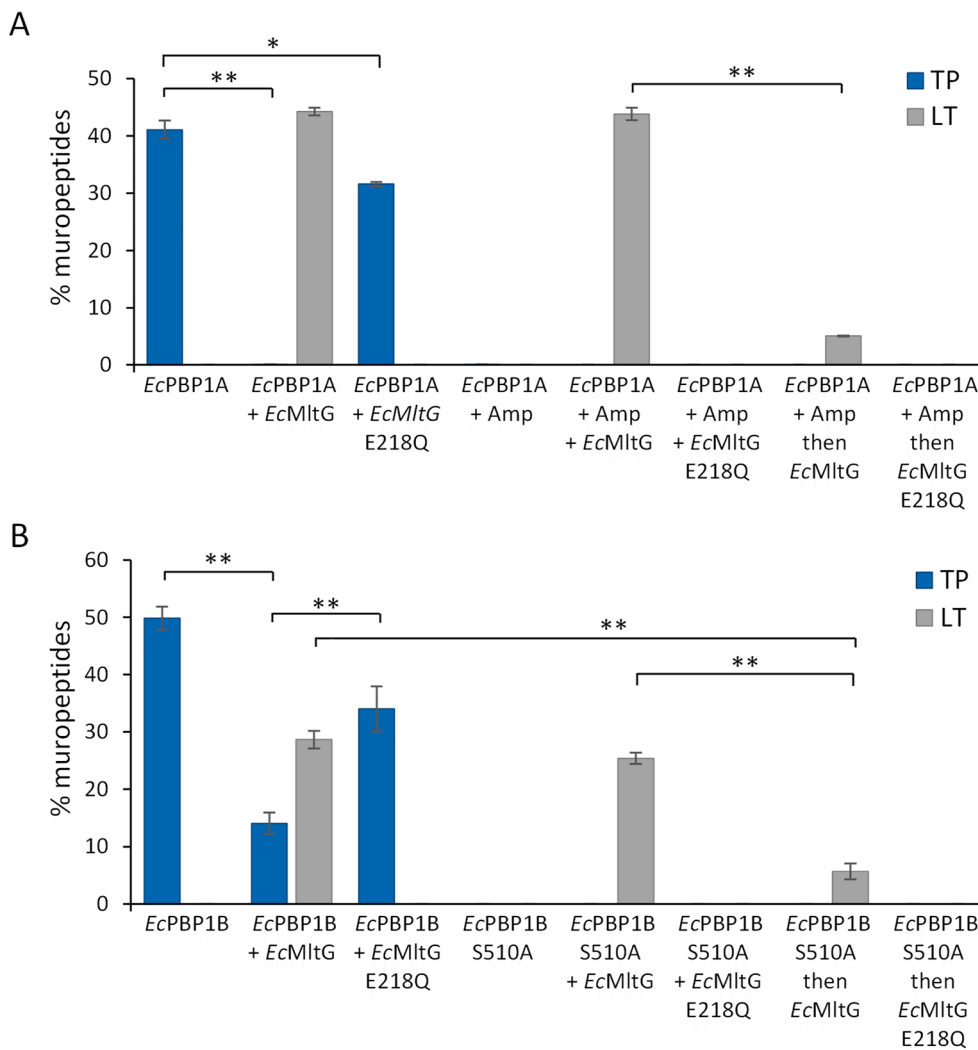 A
*
**
**
TP
LT
% muropeptides
50
40
30
20
10
0
EcPBP1A
EcPBP1A
+ EcMltG
EcPBP1A
+ EcMltG
E218Q
EcPBP1A
+ Amp
EcPBP1A
+ Amp
+ EcMltG
EcPBP1A
+ Amp
+ EcMltG
E218Q
EcPBP1A
+ Amp
then
EcMltG
EcPBP1A
+ Amp
then
EcMltG
E218Q
B
**
**
**
**
TP
LT
% muropeptides
60
50
40
30
20
10
0
EcPBP1B
EcPBP1B
+ EcMltG
EcPBP1B
+ EcMltG
E218Q
EcPBP1B
S510A
EcPBP1B
S510A
+ EcMltG
EcPBP1B
S510A
+ EcMltG
E218Q
EcPBP1B
S510A
then
EcMltG
EcPBP1B
S510A
then
EcMltG
E218Q